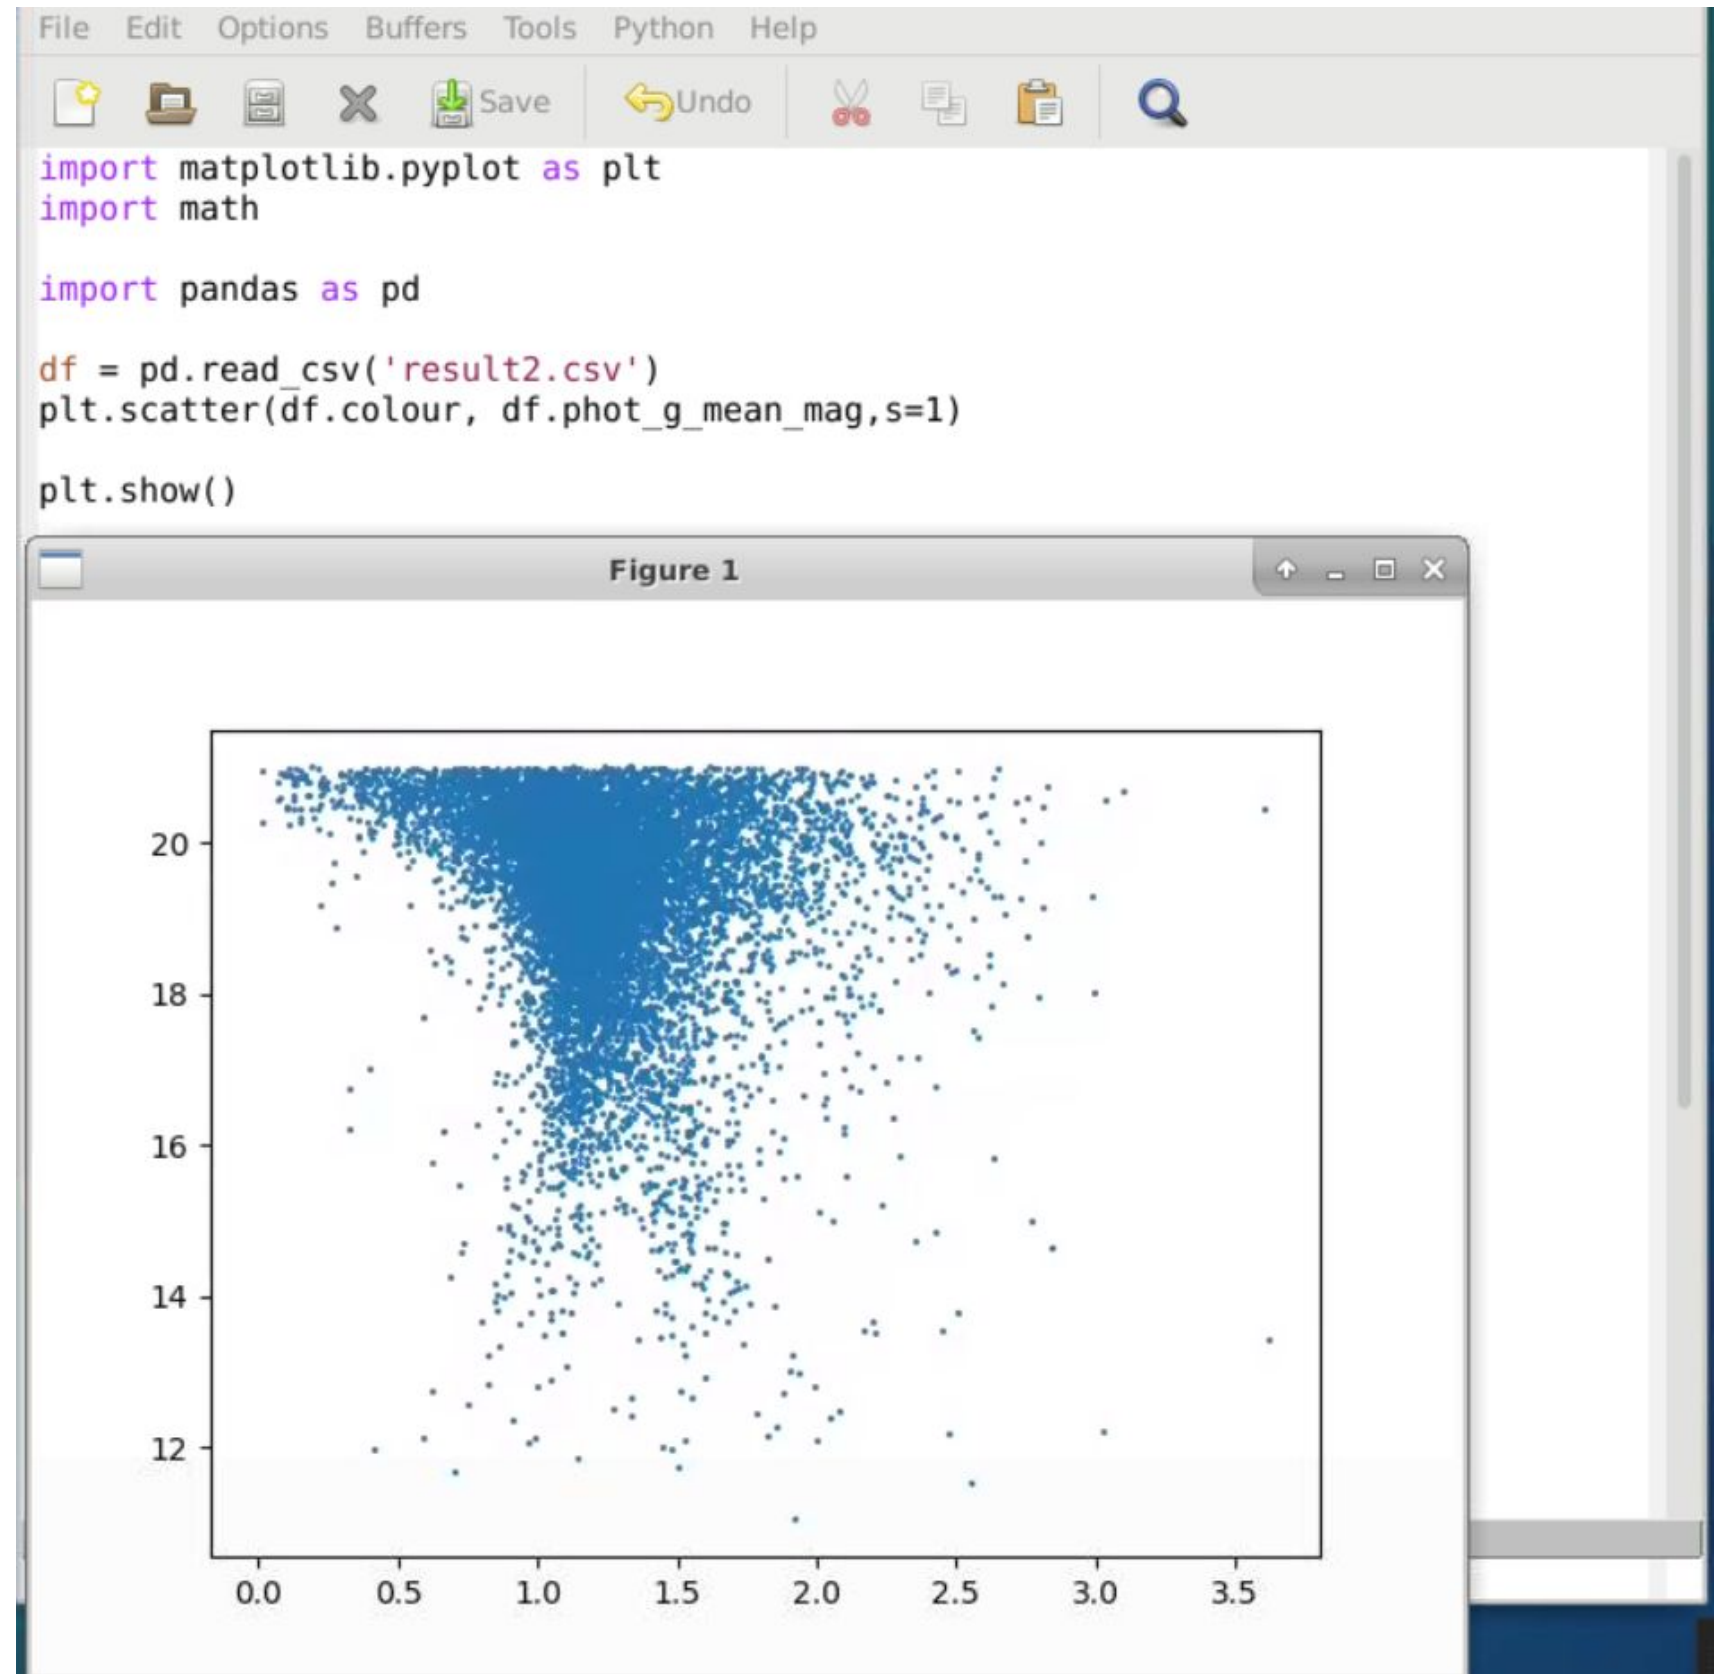 File Edit Options Buffers Tools Python Help
Save Undo
import matplotlib.pyplot as plt
import math
import pandas as pd
df = pd.read_csv('result2.csv')
plt.scatter(df.colour, df.phot_g_mean_mag,s=1)
plt.show()
Figure 1
20
18
16
14
12
0.0 0.5 1.0 1.5 2.0 2.5 3.0 3.5